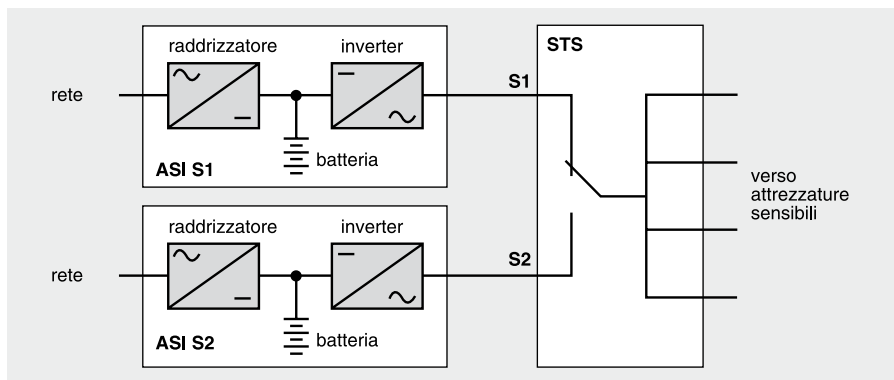 raddrizzatore
inverter
rete
batteria
ASI S1
STS
S1
raddrizzatore
inverter
rete
batteria
ASI S2
S2
verso
attrezzature
sensibili